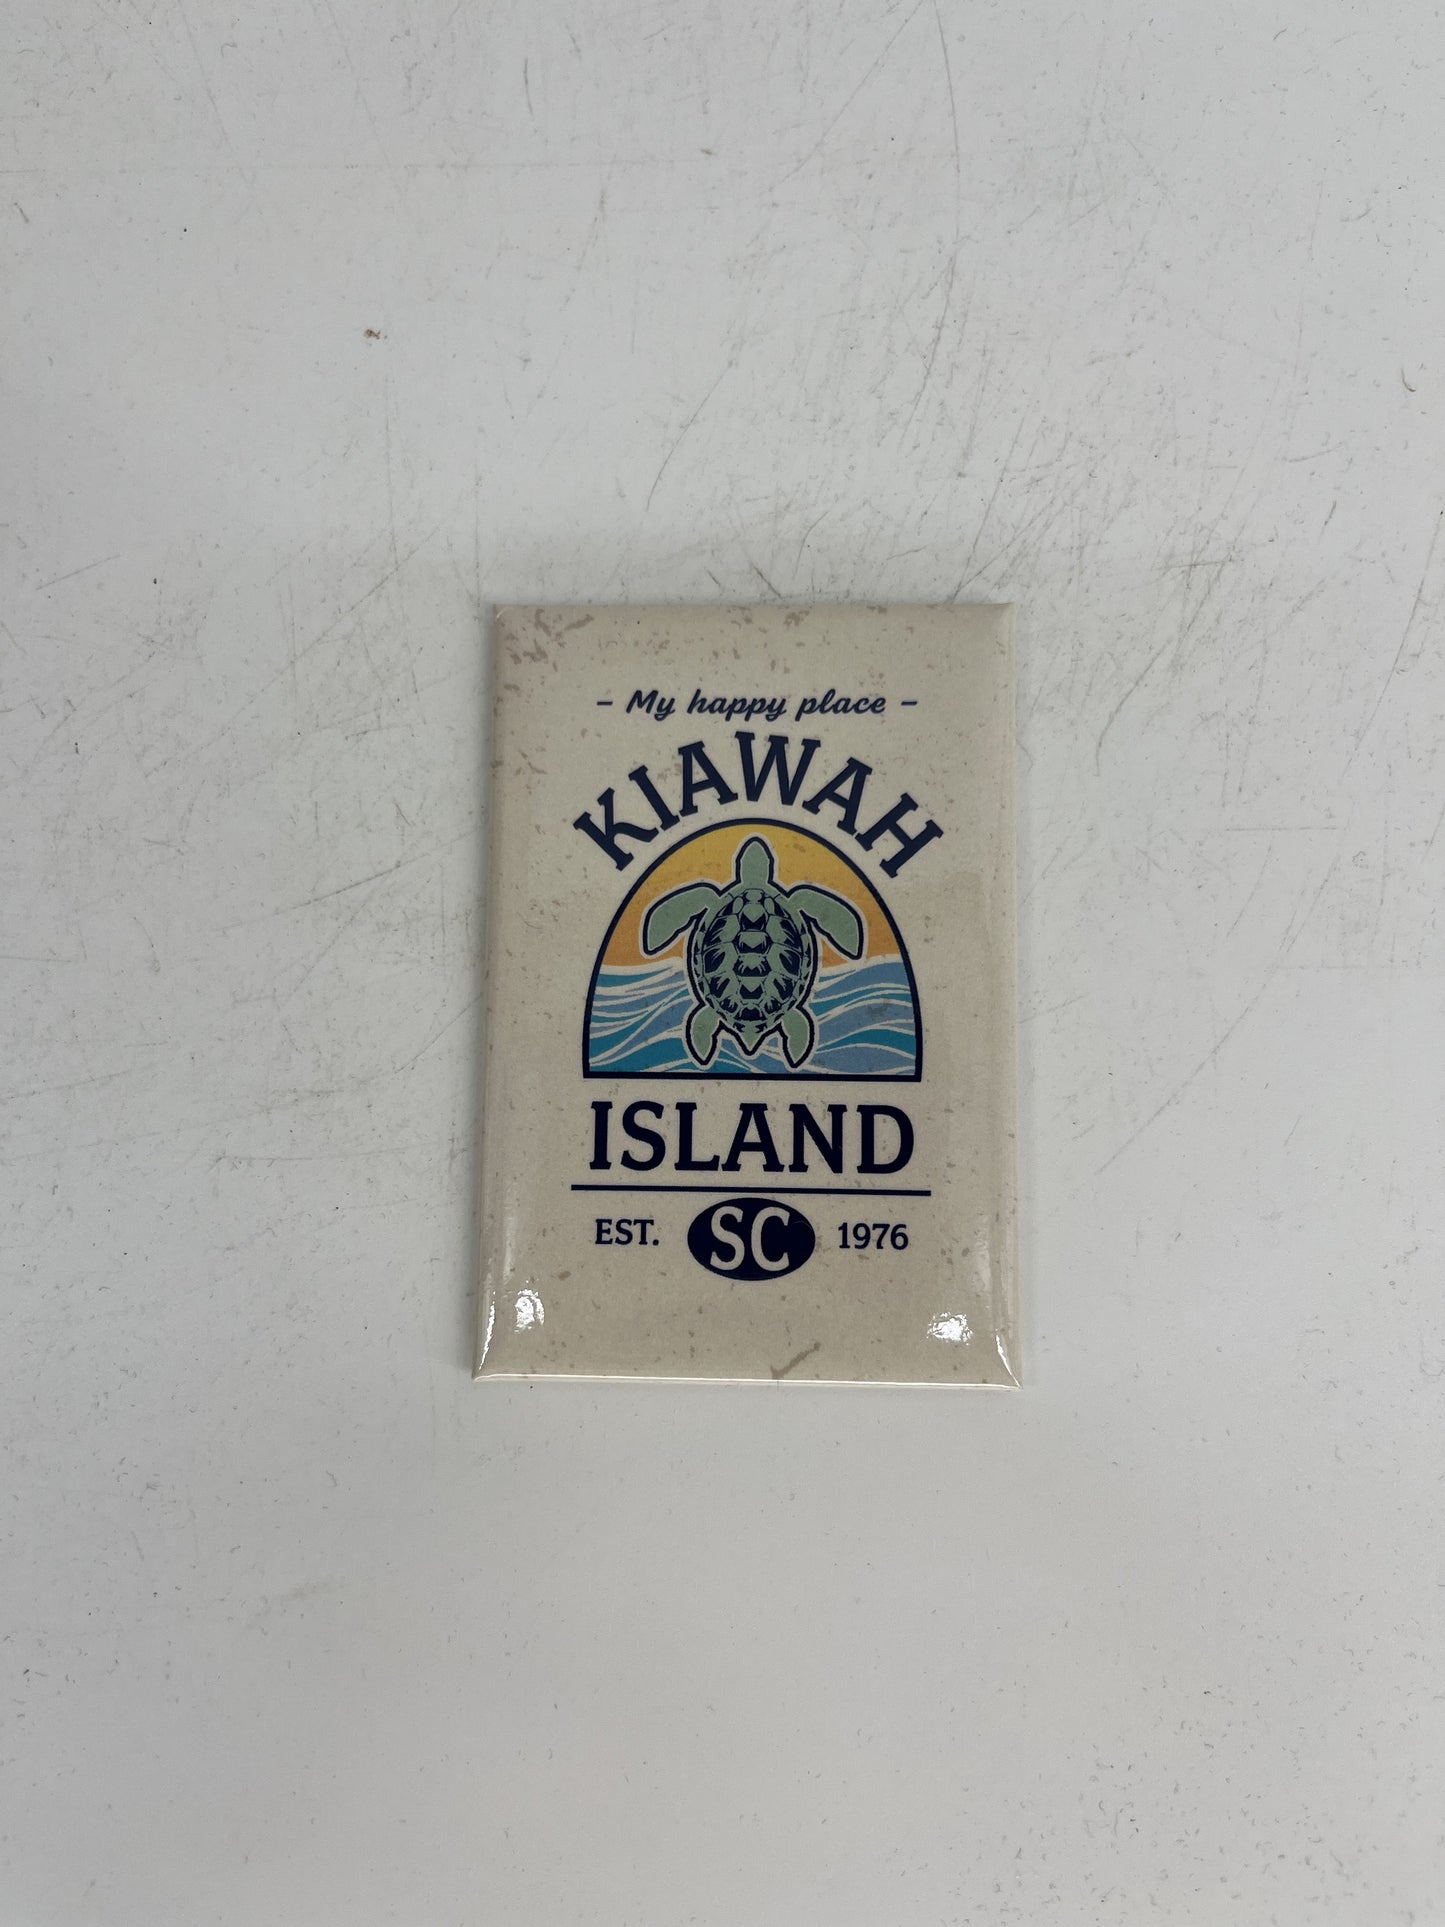 - My happy place -
KIAWAH
ISLAND
EST. SC 1976